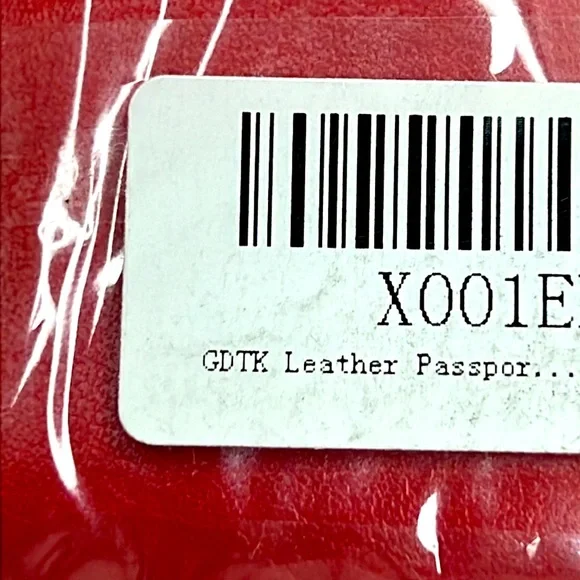 X001E
GDTK Leather Passpor...